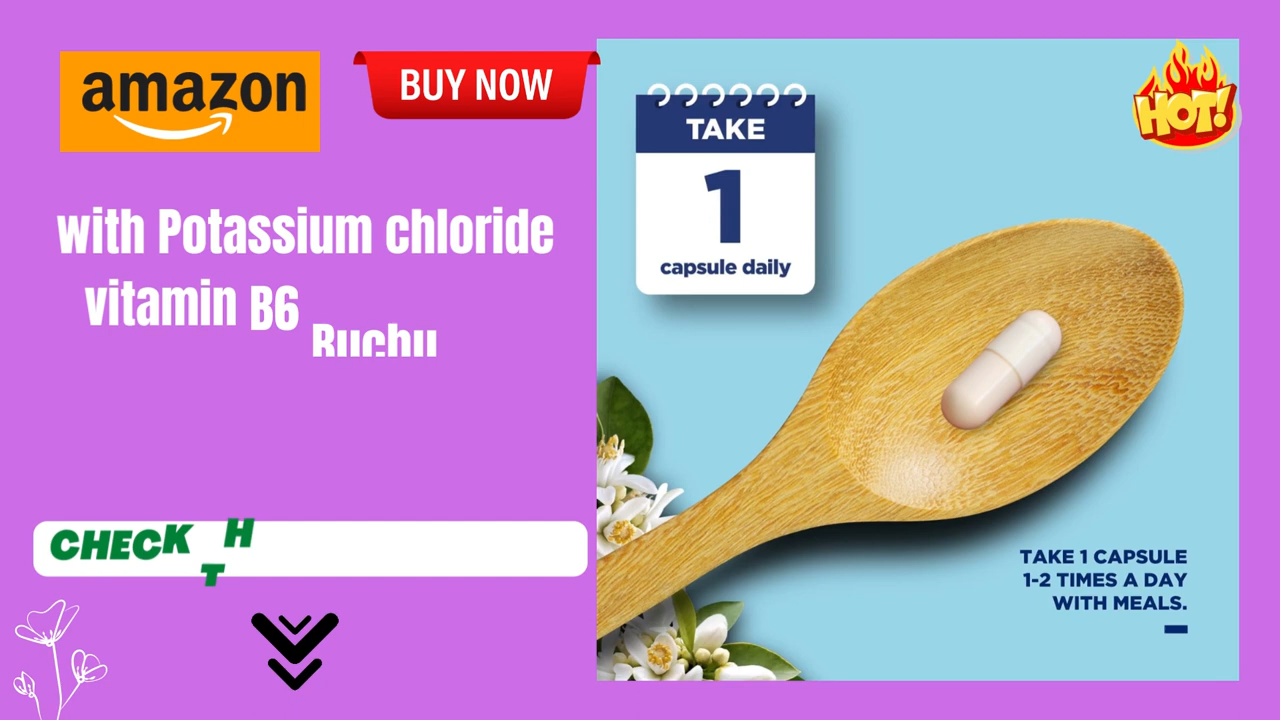 amazon
BUY NOW
HOT!
with Potassium chloride
vitamin B6
Buchu
CHECK
H
T
TAKE
1
capsule daily
TAKE 1 CAPSULE
1-2 TIMES A DAY
WITH MEALS.